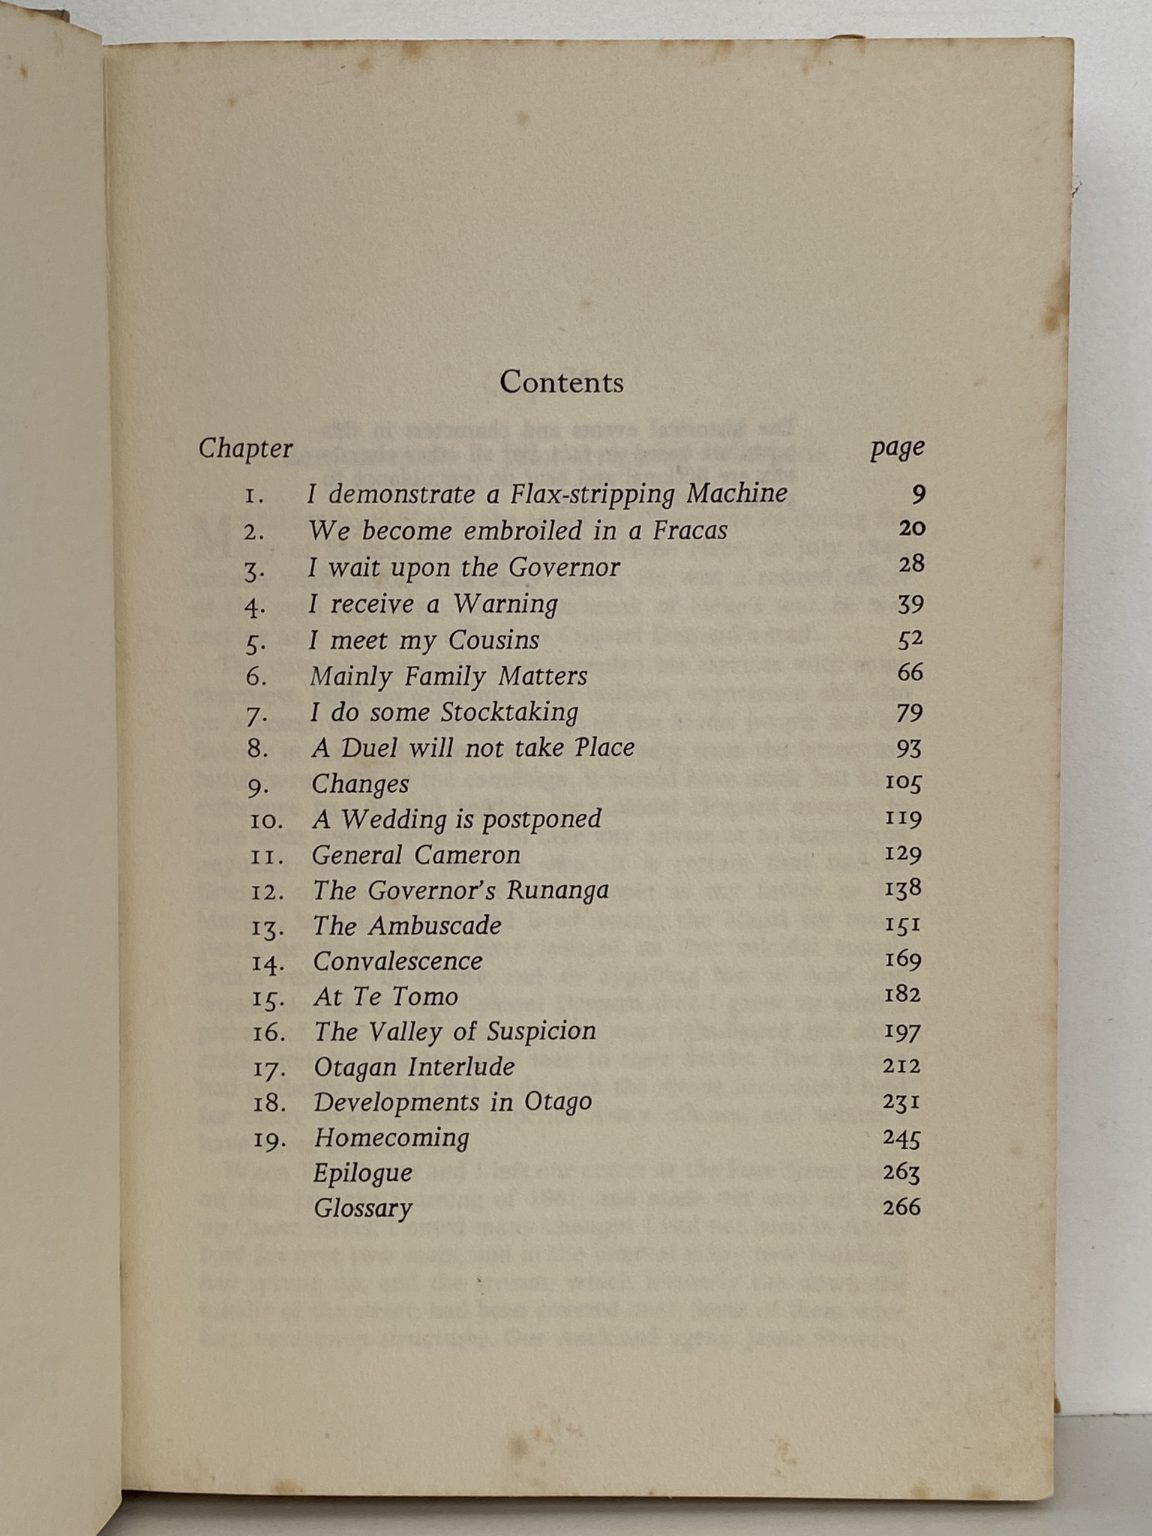 Contents
Chapter page
1. I demonstrate a Flax-stripping Machine 9
2. We become embroiled in a Fracas 20
3. I wait upon the Governor 28
4. I receive a Warning 39
5. I meet my Cousins 52
6. Mainly Family Matters 66
7. I do some Stocktaking 79
8. A Duel will not take Place 93
9. Changes 105
10. A Wedding is postponed 119
11. General Cameron 129
12. The Governor's Runanga 138
13. The Ambuscade 151
14. Convalescence 169
15. At Te Tomo 182
16. The Valley of Suspicion 197
17. Otagan Interlude 212
18. Developments in Otago 231
19. Homecoming 245
Epilogue 263
Glossary 266